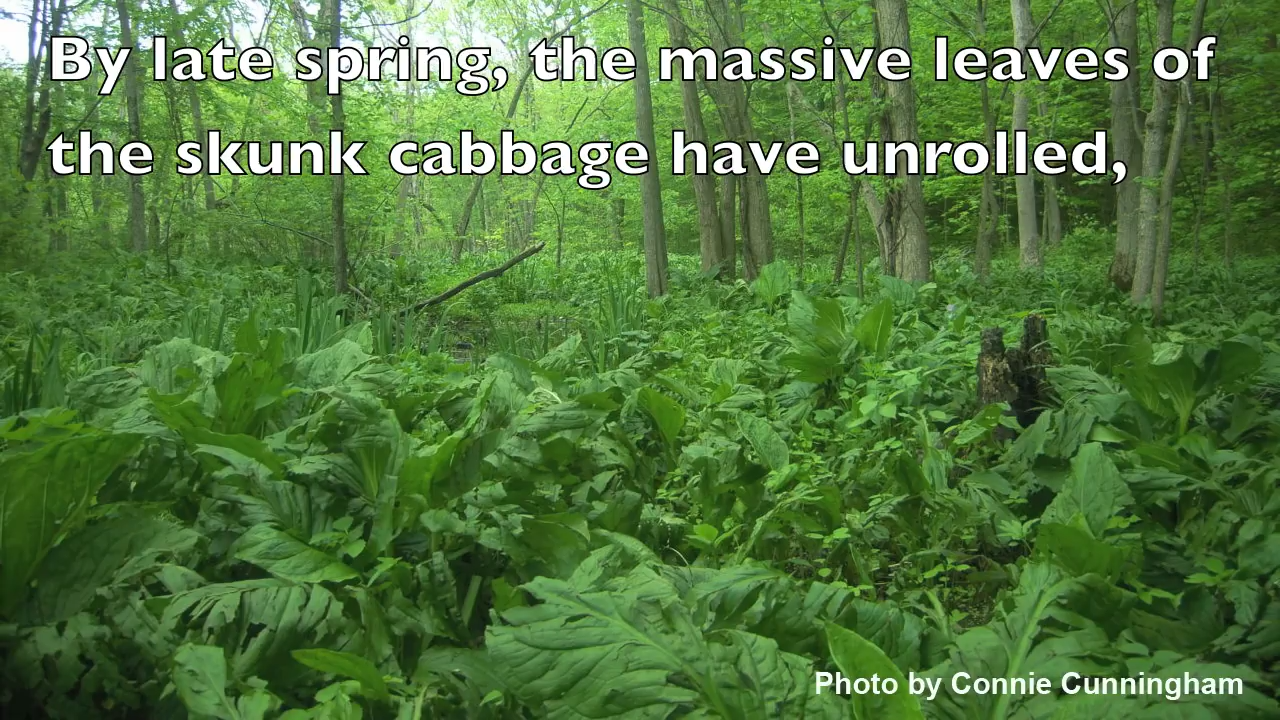 By late spring, the massive leaves of
the skunk cabbage have unrolled,
Photo by Connie Cunningham